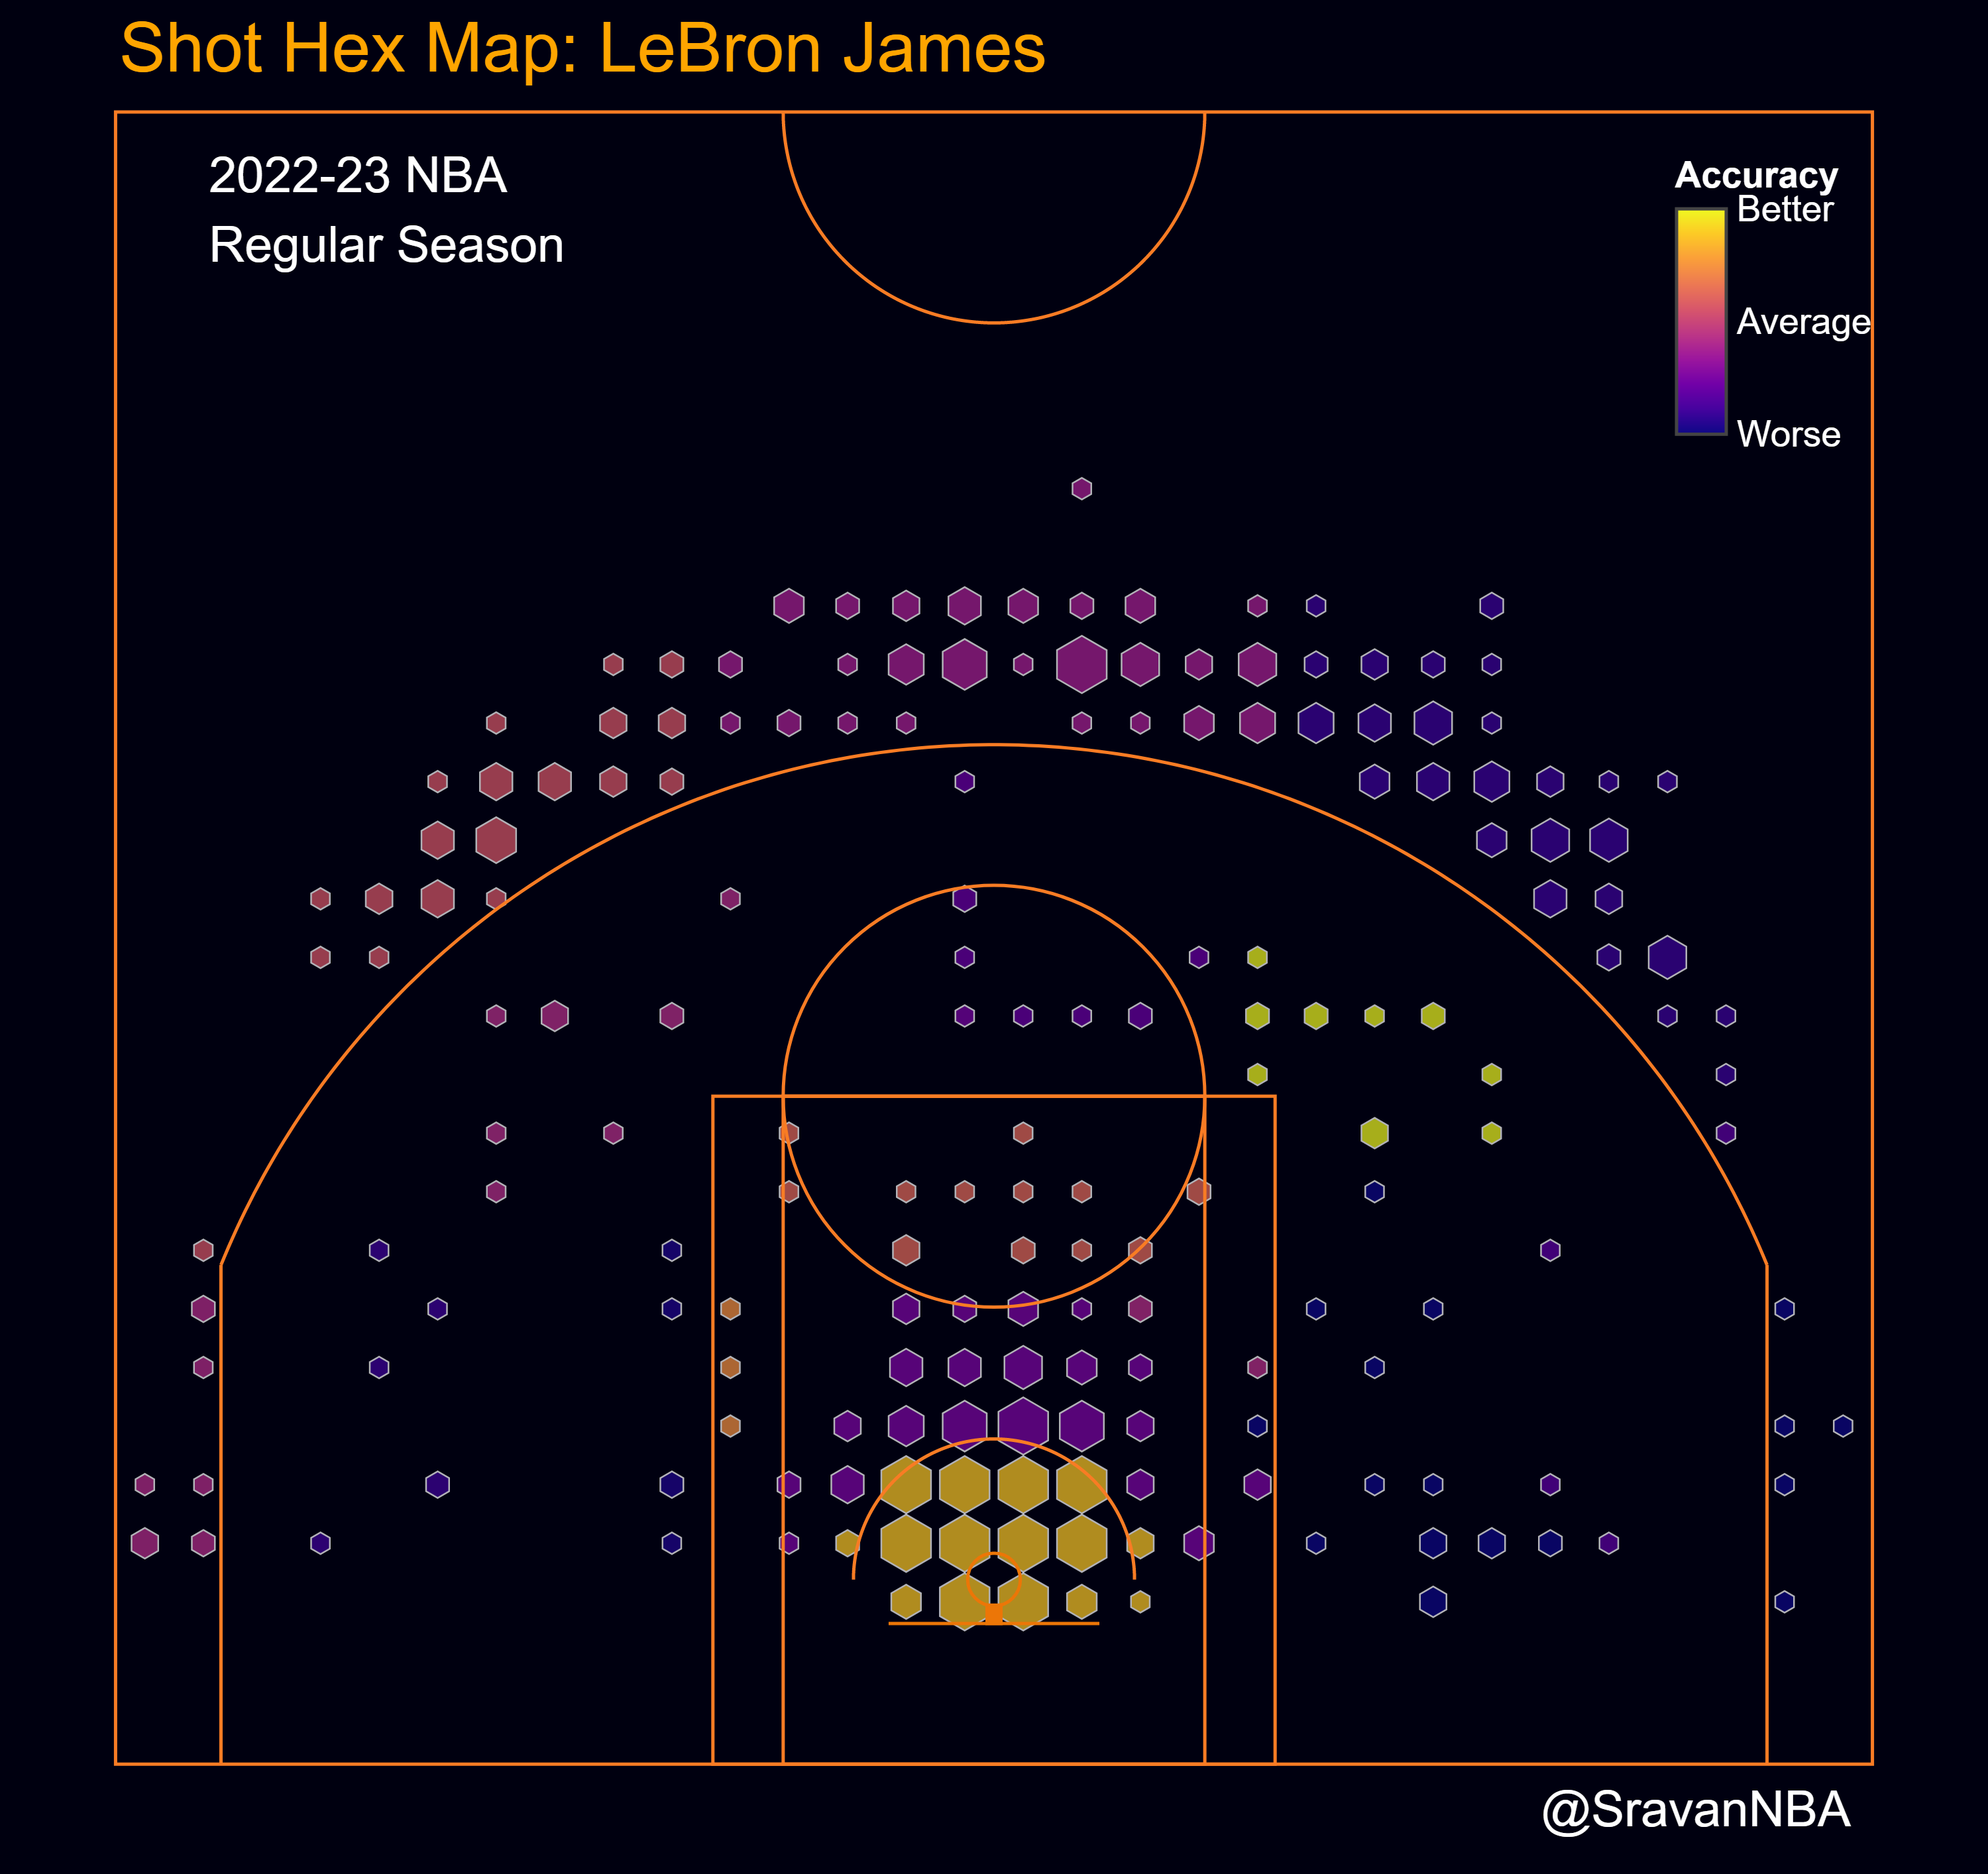 Shot Hex Map: LeBron James
2022-23 NBA
Regular Season
Accuracy
Better
Average
Worse
@SravanNBA